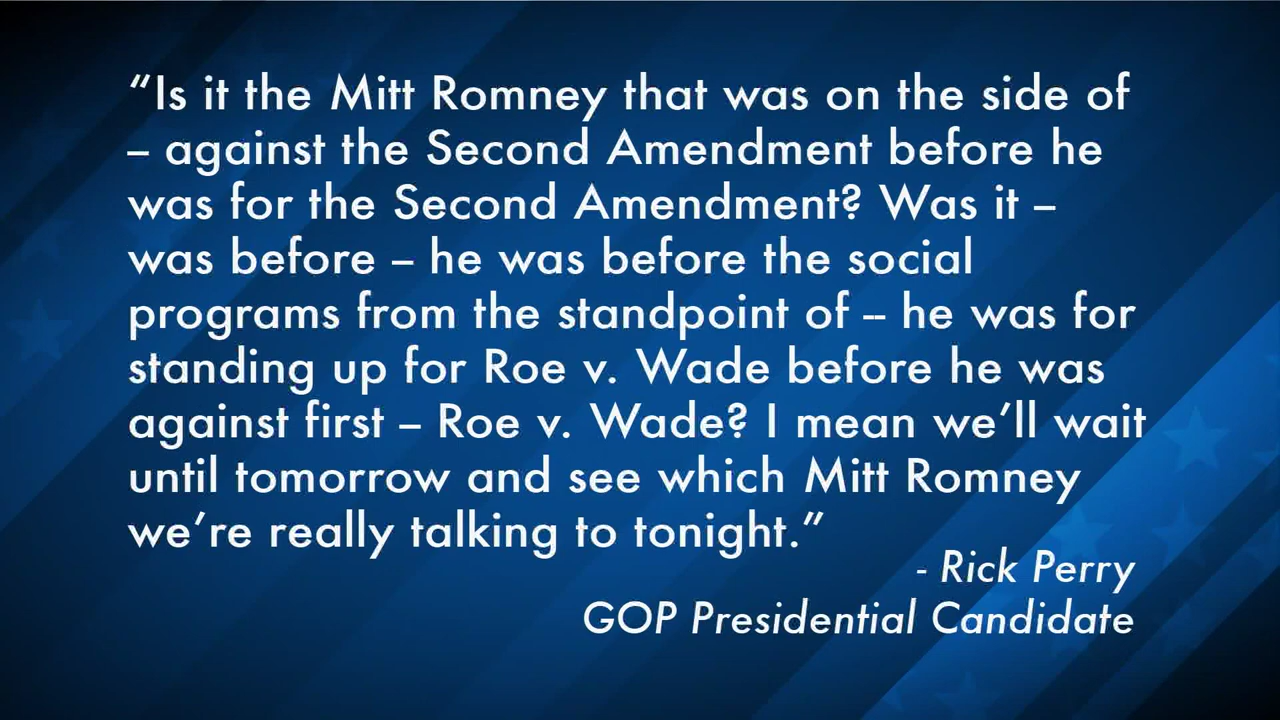 “Is it the Mitt Romney that was on the side of
– against the Second Amendment before he
was for the Second Amendment? Was it –
was before – he was before the social
programs from the standpoint of -- he was for
standing up for Roe v. Wade before he was
against first – Roe v. Wade? I mean we’ll wait
until tomorrow and see which Mitt Romney
we’re really talking to tonight.”
- Rick Perry
GOP Presidential Candidate